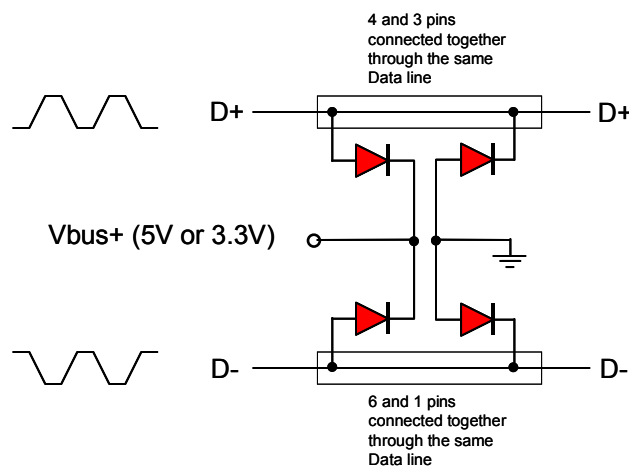 4 and 3 pins
connected together
through the same
Data line
D+
D+
Vbus+ (5V or 3.3V)
D-
D-
6 and 1 pins
connected together
through the same
Data line